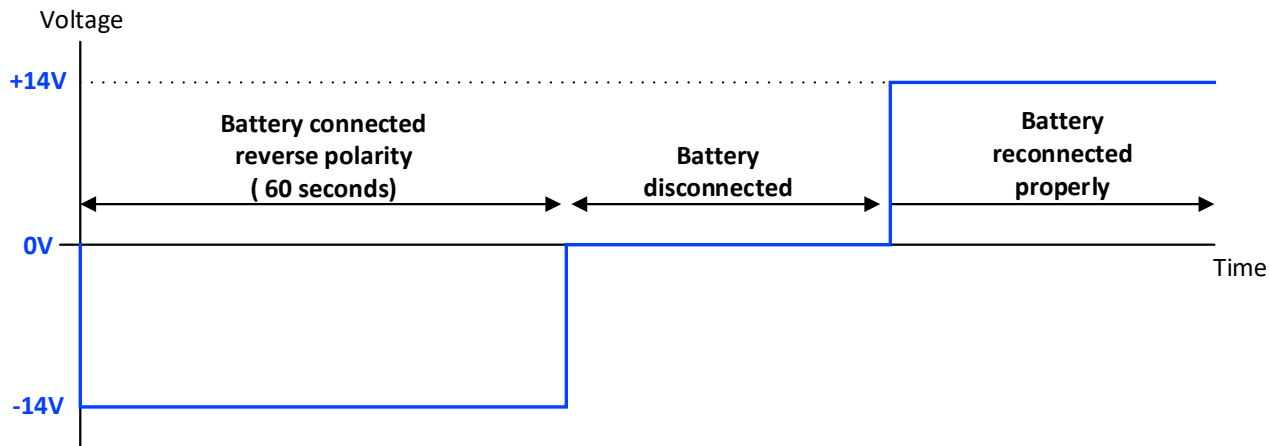 Voltage
+14V
Battery connected
reverse polarity
( 60 seconds)
Battery
disconnected
Battery
reconnected
properly
0V
Time
-14V